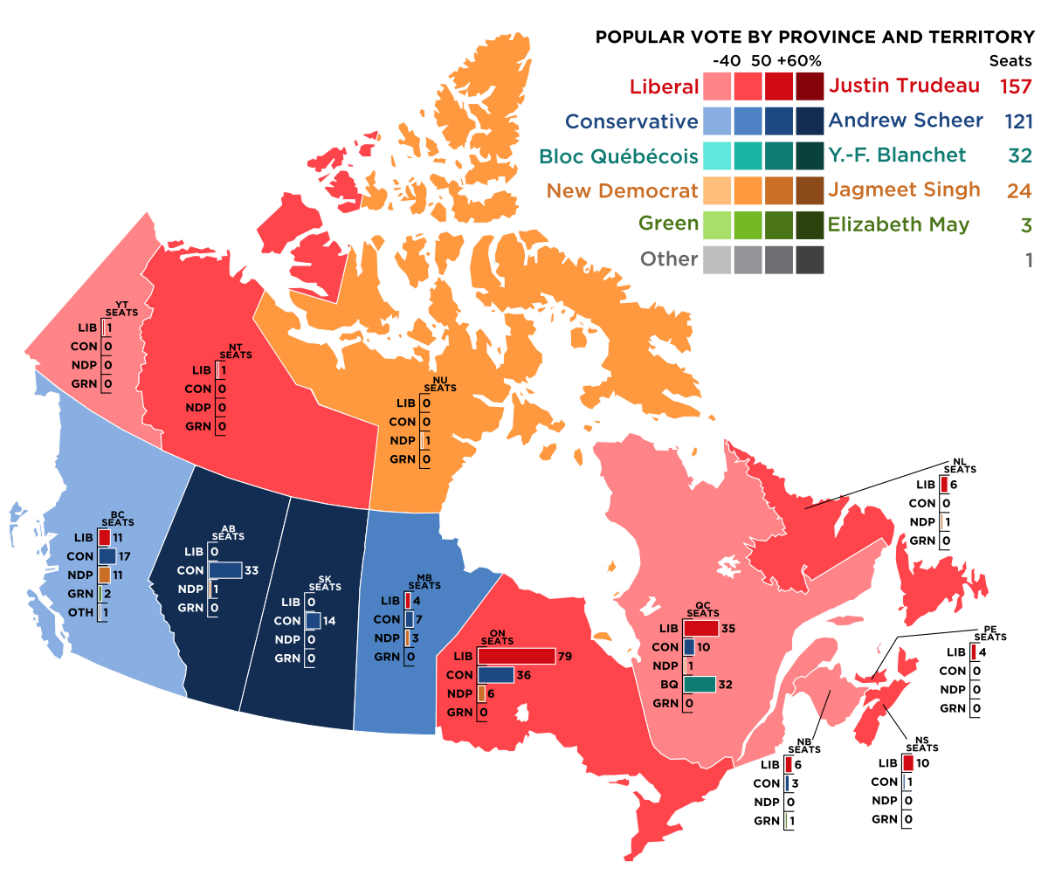 POPULAR VOTE BY PROVINCE AND TERRITORY
-40 50 +60% Seats
Liberal Justin Trudeau 157
Conservative Andrew Scheer 121
Bloc Québécois Y.-F. Blanchet 32
New Democrat Jagmeet Singh 24
Green Elizabeth May 3
Other 1
YT
SEATS
LIB 1
CON 0
NDP 0
GRN 0
NT
SEATS
LIB 1
CON 0
NDP 0
GRN 0
NU
SEATS
LIB 0
CON 0
NDP 1
GRN 0
BC
SEATS
LIB 11
CON 17
NDP 11
GRN 2
OTH 1
AB
SEATS
LIB 0
CON 33
NDP 1
GRN 0
SK
SEATS
LIB 0
CON 14
NDP 0
GRN 0
MB
SEATS
LIB 4
CON 7
NDP 3
GRN 0
ON
SEATS
LIB 79
CON 36
NDP 6
GRN 0
QC
SEATS
LIB 35
CON 10
NDP 1
BQ 32
GRN 0
NL
SEATS
LIB 6
CON 0
NDP 1
GRN 0
PE
SEATS
LIB 4
CON 0
NDP 0
GRN 0
NB
SEATS
LIB 6
CON 3
NDP 0
GRN 1
NS
SEATS
LIB 10
CON 1
NDP 0
GRN 0